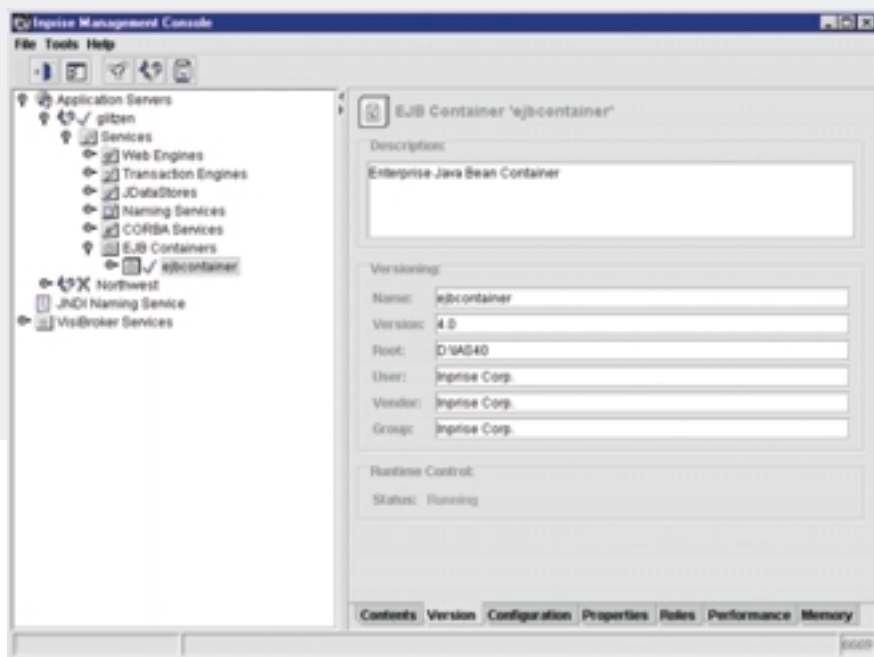 Inprise Management Console
File Tools Help
Application Servers
glitzen
Services
Web Engines
Transaction Engines
JDataStores
Naming Services
CORBA Services
EJB Containers
ejbcontainer
Northwest
JNDI Naming Service
VisiBroker Services
EJB Container 'ejbcontainer'
Description:
Enterprise Java Bean Container
Versioning:
Name: ejbcontainer
Version: 4.0
Root: D:\IAS40
User: Inprise Corp.
Vendor: Inprise Corp.
Group: Inprise Corp.
Runtime Control:
Status: Running
Contents Version Configuration Properties Roles Performance Memory